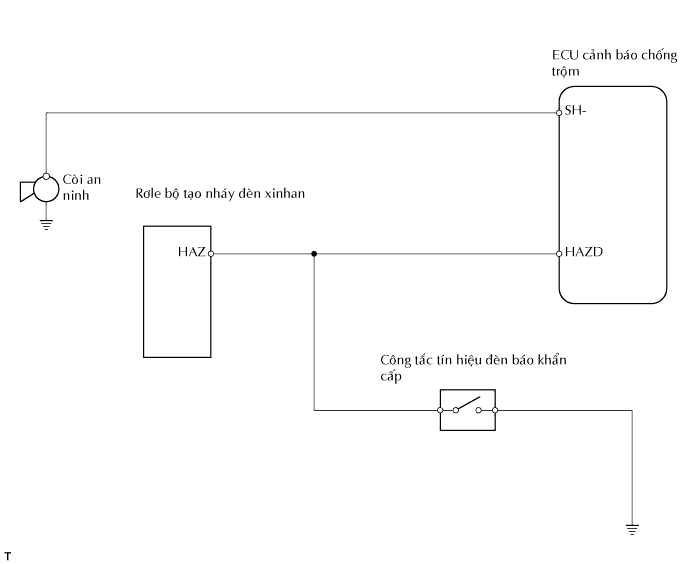 ECU cảnh báo chống
trộm
SH-
Còi an
ninh
Rơle bộ tạo nháy đèn xinhan
HAZ
HAZD
Công tắc tín hiệu đèn báo khẩn
cấp
T